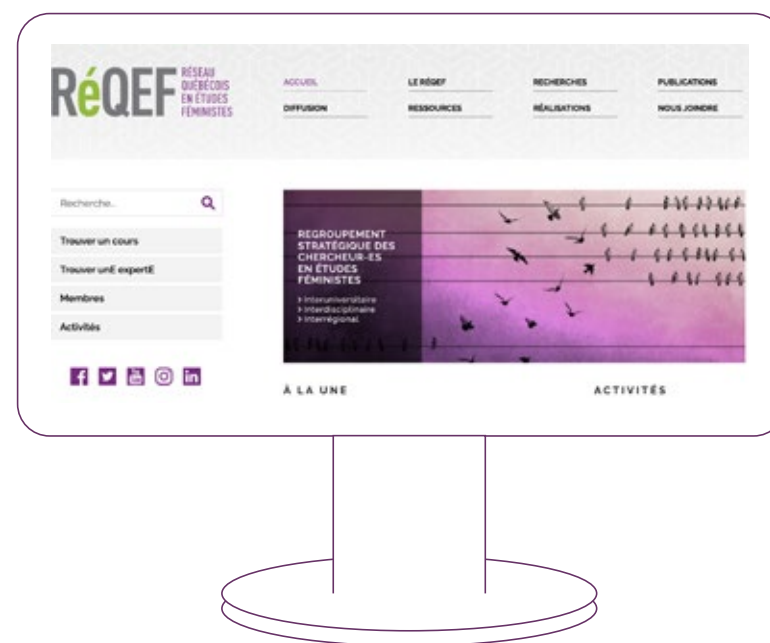 RéQEF
RÉSEAU
QUÉBÉCOIS
EN ÉTUDES
FÉMINISTES
ACCUEIL
LE RÉQEF
RECHERCHES
PUBLICATIONS
DIFFUSION
RESSOURCES
RÉALISATIONS
NOUS JOINDRE
Recherche..
Trouver un cours
Trouver unE expertE
Membres
Activités
REGROUPEMENT
STRATÉGIQUE DES
CHERCHEUR-ES
EN ÉTUDES
FÉMINISTES
> Interuniversitaire
> Interdisciplinaire
> Interrégional
À LA UNE
ACTIVITÉS